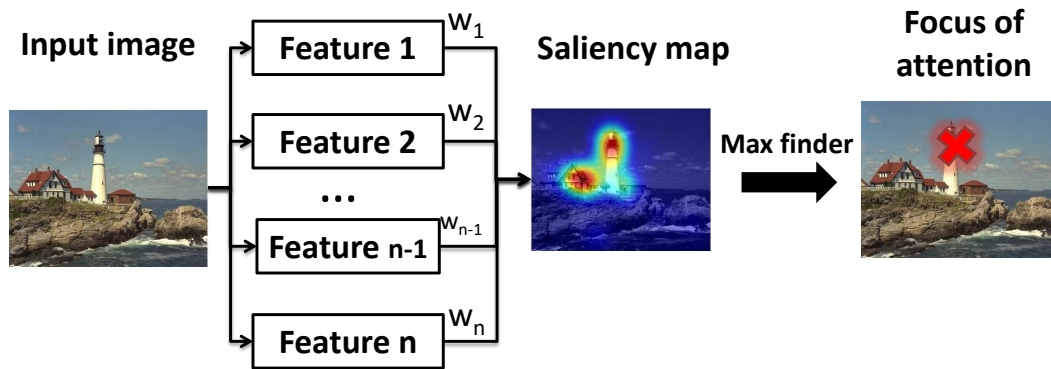 Input image
Feature 1
W1
Feature 2
W2
...
Feature n-1
Wn-1
Feature n
Wn
Saliency map
Max finder
Focus of
attention